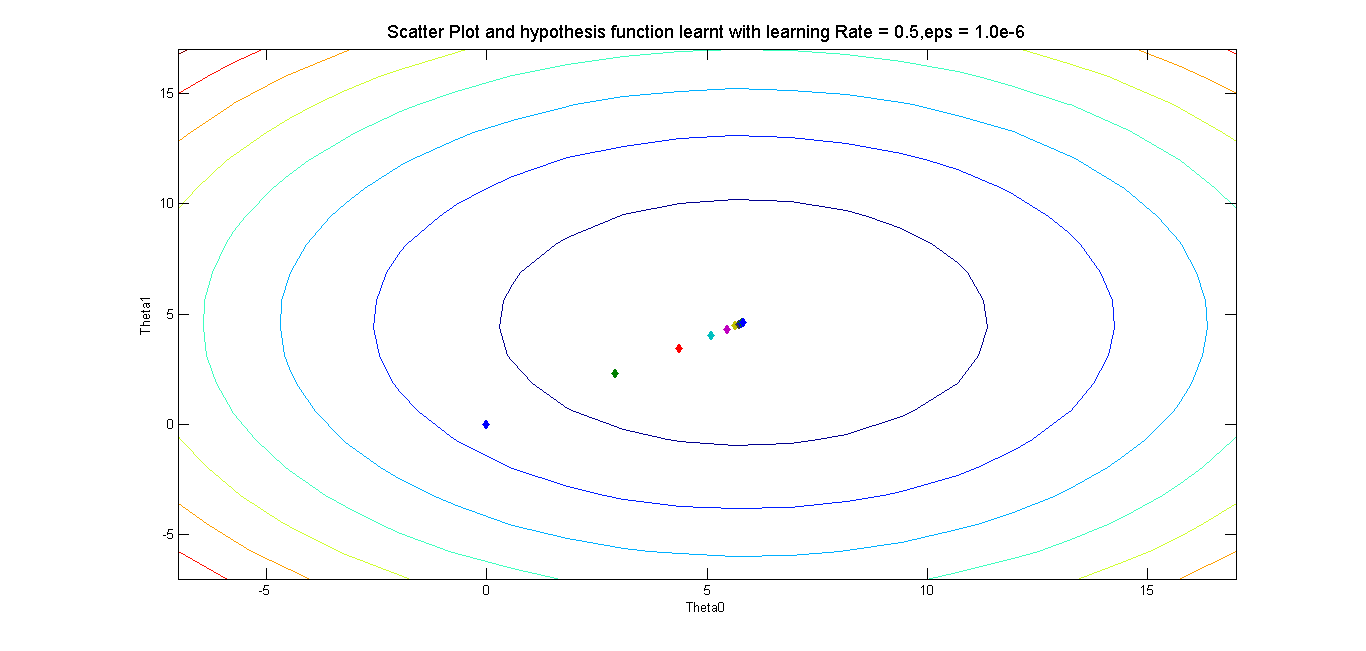 Scatter Plot and hypothesis function learnt with learning Rate = 0.5,eps = 1.0e-6
15
10
5
0
-5
Theta1
-5 0 5 10 15
Theta0